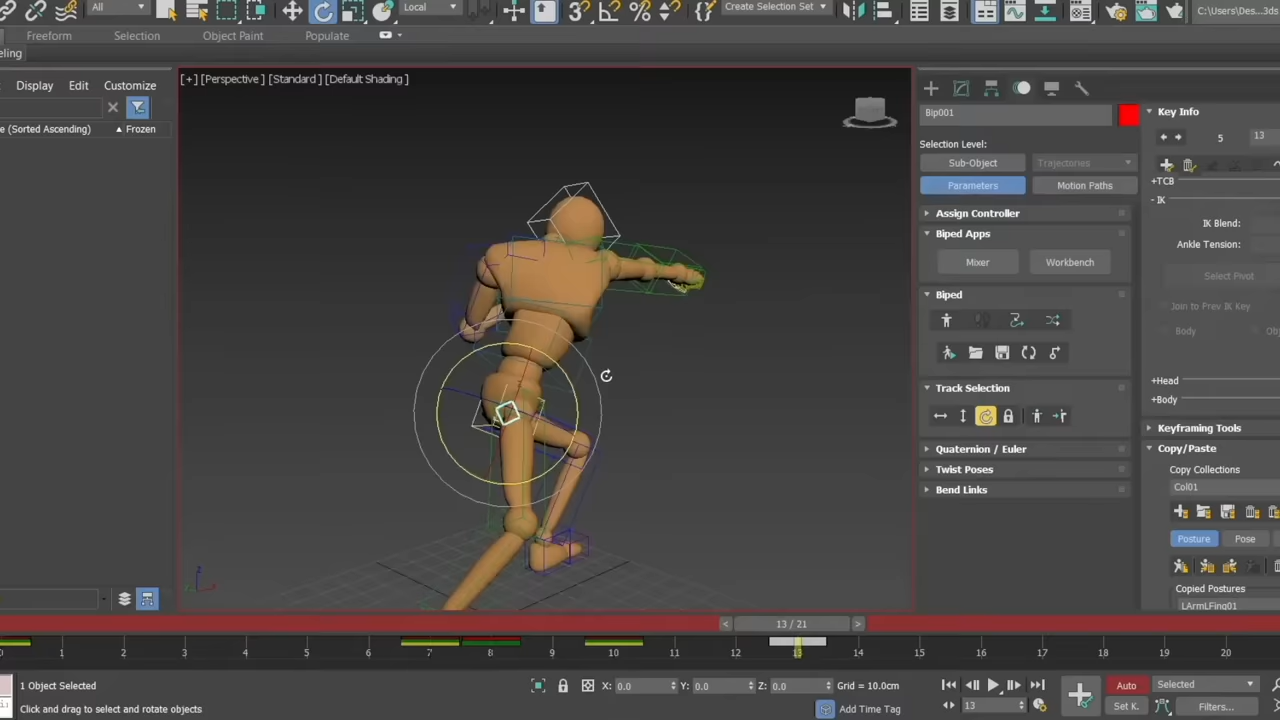 All
Local
Create Selection Set
C:\Users\Des...3ds
Freeform
Selection
Object Paint
Populate
eling
Display
Edit
Customize
[+] [Perspective ] [Standard ] [Default Shading ]
e (Sorted Ascending)
▲ Frozen
Bip001
Selection Level:
Sub-Object
Trajectories
Parameters
Motion Paths
Assign Controller
Biped Apps
Mixer
Workbench
Biped
Track Selection
Quaternion / Euler
Twist Poses
Bend Links
Key Info
5
13
+TCB
- IK
IK Blend:
Ankle Tension:
Select Pivot
Join to Prev IK Key
Body
+Head
+Body
Keyframing Tools
Copy/Paste
Copy Collections
Col01
Posture
Pose
Copied Postures
LArmLFing01
< 13 / 21 >
0 1 2 3 4 5 6 7 8 9 10 11 12 13 14 15 16 17 18 19 20
1 Object Selected
X: 0.0 Y: 0.0 Z: 0.0 Grid = 10.0cm
Auto
Selected
Click and drag to select and rotate objects
Add Time Tag
13
Set K.
Filters...